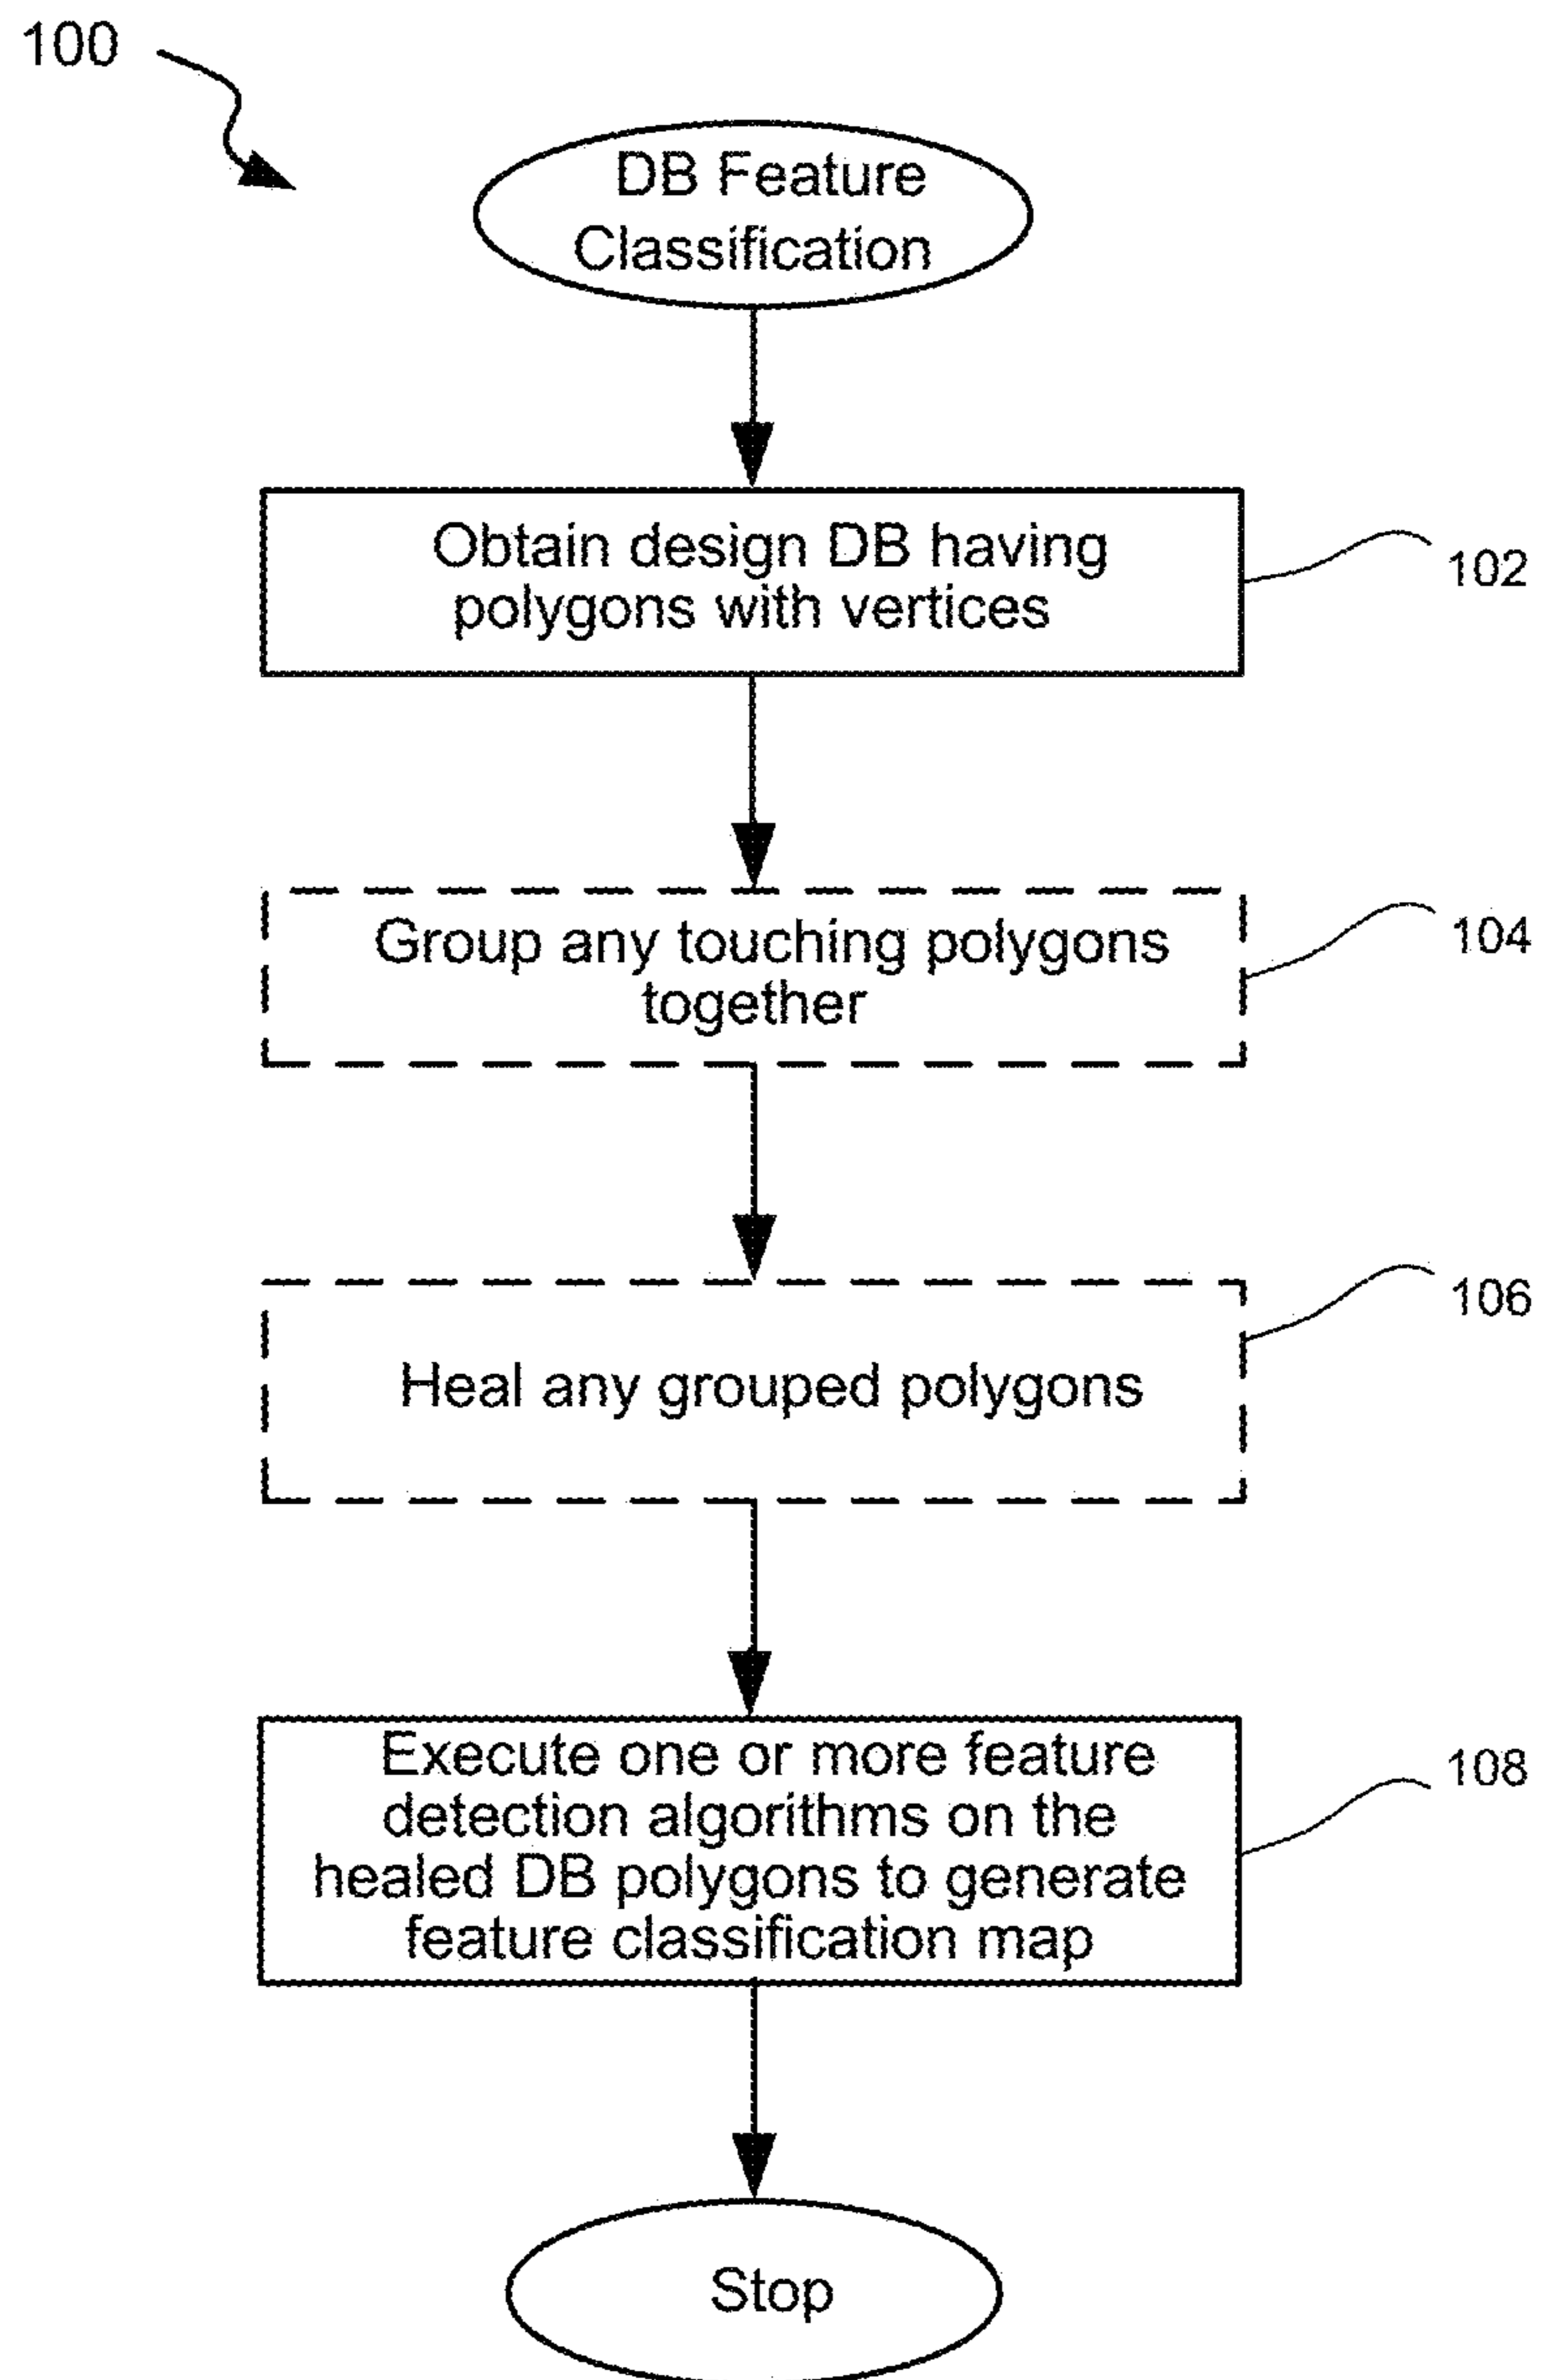 100
DB Feature
Classification
Obtain design DB having
polygons with vertices
102
Group any touching polygons
together
104
Heal any grouped polygons
106
Execute one or more feature
detection algorithms on the
healed DB polygons to generate
feature classification map
108
Stop